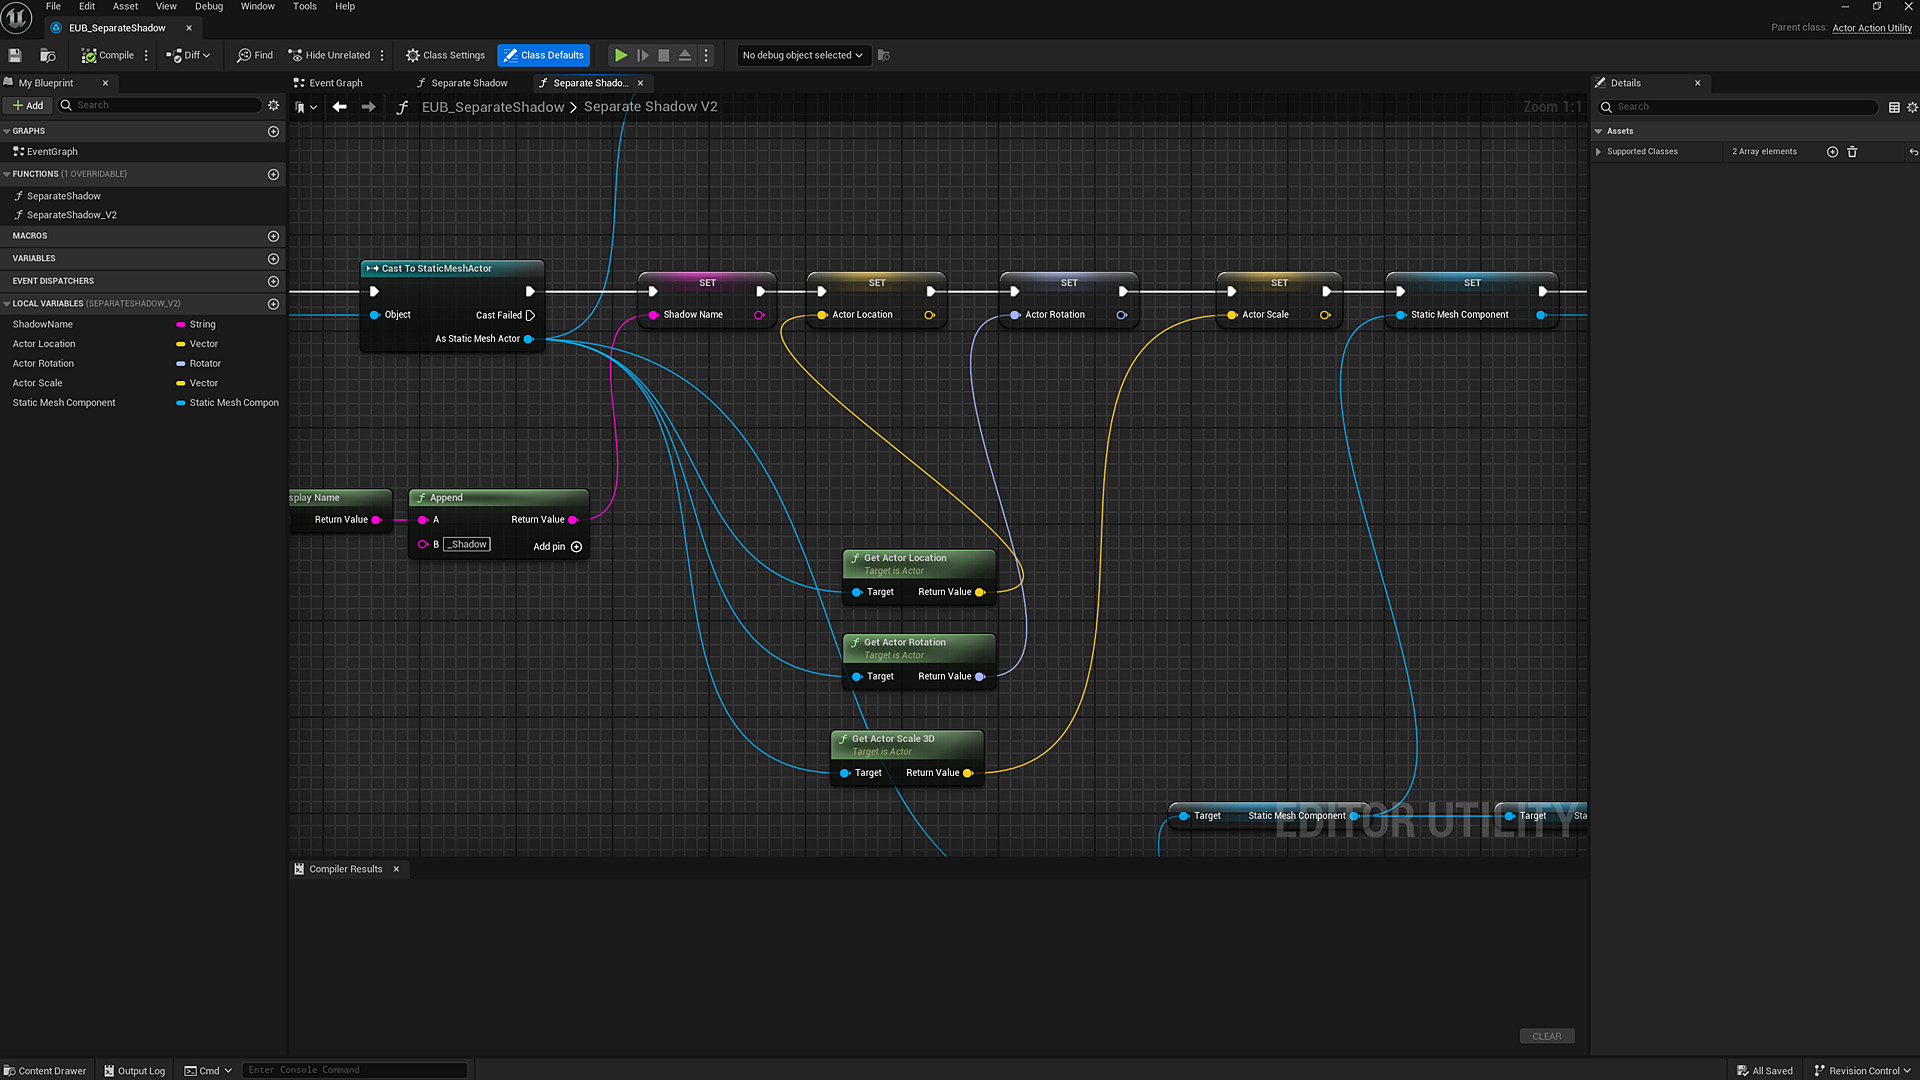 File Edit Asset View Debug Window Tools Help
EUB_SeparateShadow
Parent class: Actor Action Utility
Compile Diff Find Hide Unrelated Class Settings Class Defaults No debug object selected
My Blueprint
Event Graph Separate Shadow Separate Shado...
Details
Add Search
EUB_SeparateShadow > Separate Shadow V2
Zoom 1:1
Search
GRAPHS
EventGraph
FUNCTIONS (1 OVERRIDABLE)
SeparateShadow
SeparateShadow_V2
MACROS
VARIABLES
EVENT DISPATCHERS
LOCAL VARIABLES (SEPARATESHADOW_V2)
ShadowName String
Actor Location Vector
Actor Rotation Rotator
Actor Scale Vector
Static Mesh Component Static Mesh Compon
Assets
Supported Classes 2 Array elements
Cast To StaticMeshActor
Object Cast Failed
As Static Mesh Actor
SET
Shadow Name
SET
Actor Location
SET
Actor Rotation
SET
Actor Scale
SET
Static Mesh Component
splay Name
Return Value
Append
A Return Value
B _Shadow Add pin
Get Actor Location
Target is Actor
Target Return Value
Get Actor Rotation
Target is Actor
Target Return Value
Get Actor Scale 3D
Target is Actor
Target Return Value
Target Static Mesh Component
Target Sta
EDITOR UTILITY
Compiler Results
CLEAR
Content Drawer Output Log Cmd Enter Console Command
All Saved Revision Control